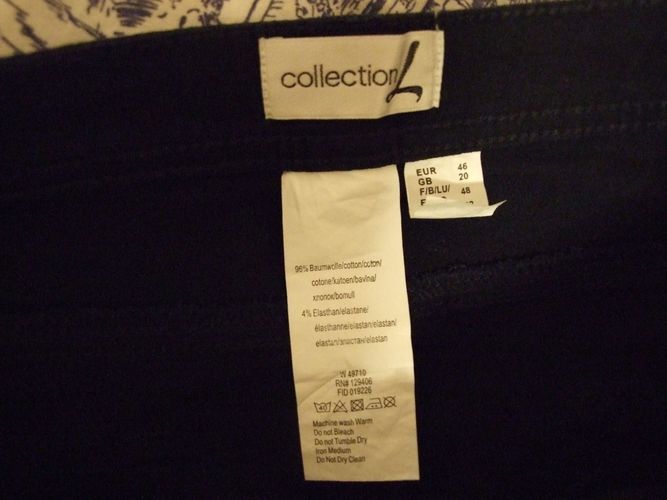 collection L
EUR 46
GB 20
F/B/LU/ 48
96% Baumwolle/cotton/coton/
cotone/katoen/bavlna/
хлопок/bomull
4% Elasthan/elastane/
élasthanne/elastan/elastan/
elastan/эластан/elastan
W 49710
RN# 129406
FID 019226
40
Machine wash Warm
Do not Bleach
Do not Tumble Dry
Iron Medium
Do Not Dry Clean